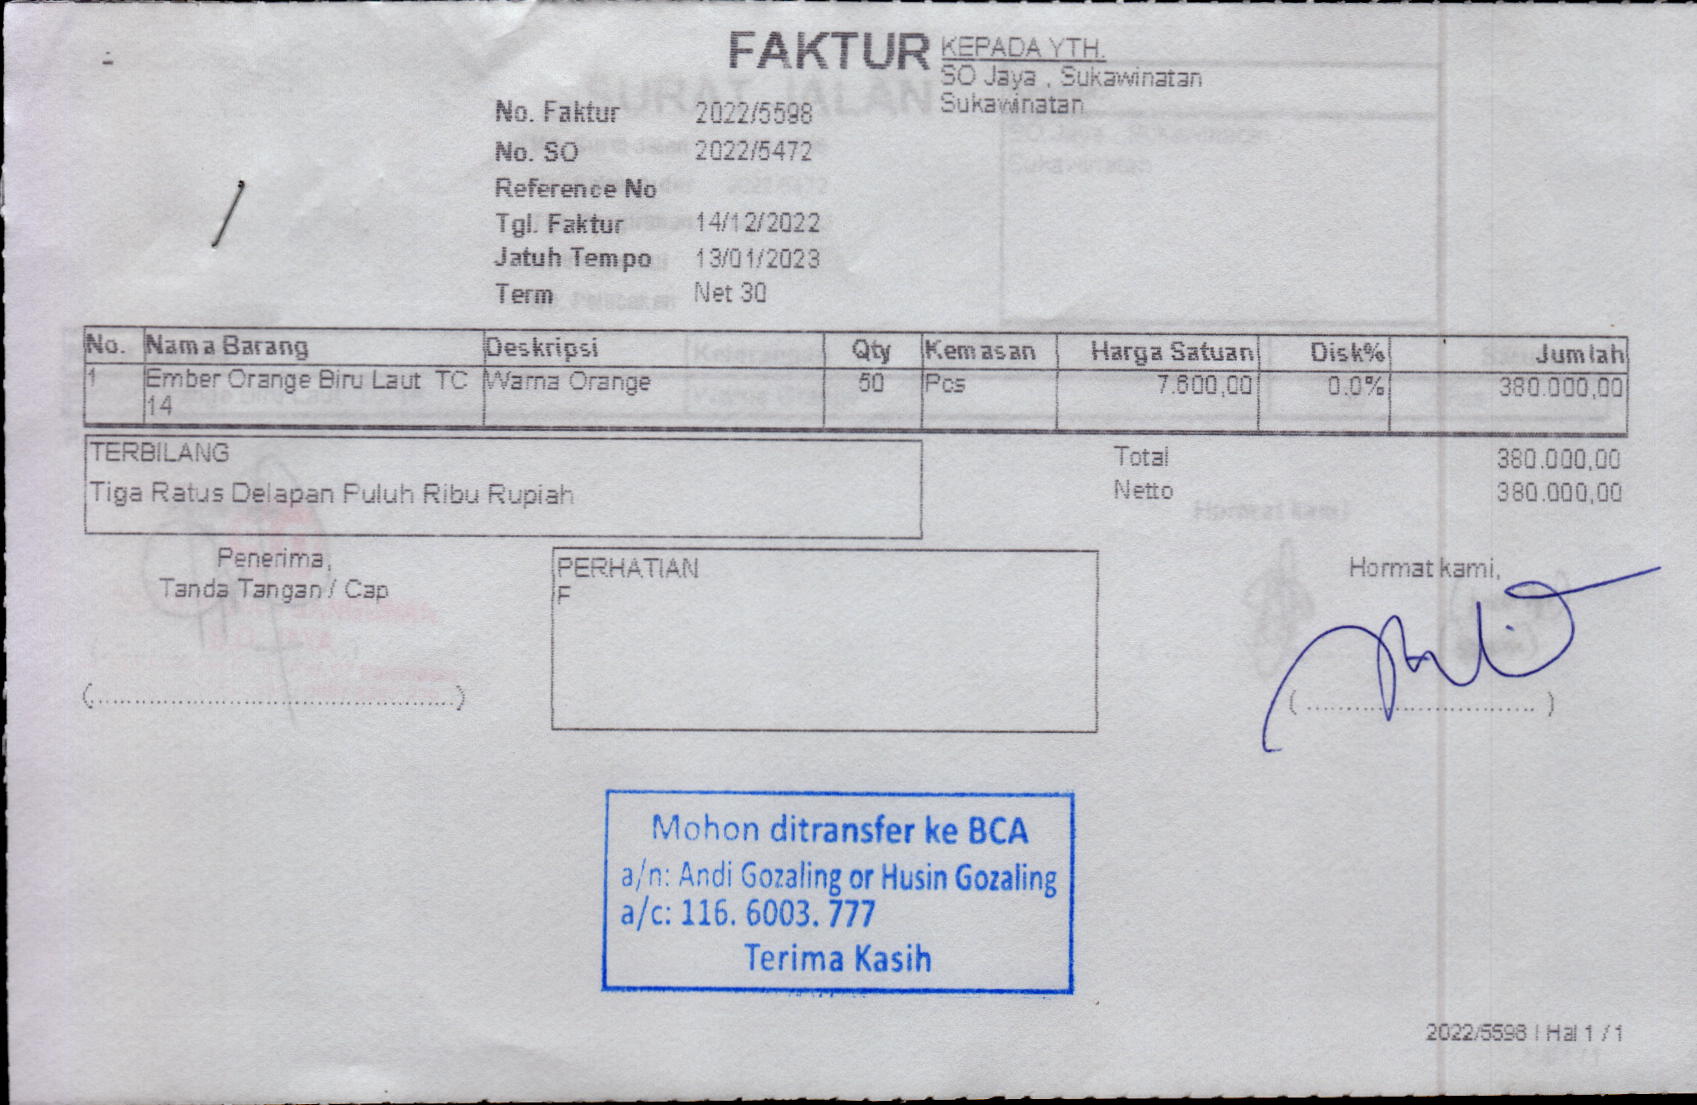 FAKTUR
KEPADA YTH.
SO Jaya , Sukawinatan
Sukawinatan
No. Faktur 2022/5598
No. SO 2022/5472
Reference No
Tgl. Faktur 14/12/2022
Jatuh Tempo 13/01/2023
Term Net 30
No. Nama Barang Deskripsi Qty Kemasan Harga Satuan Disk% Jumlah
1 Ember Orange Biru Laut TC Warna Orange 50 Pcs 7.600,00 0.0% 380.000,00
14
TERBILANG
Tiga Ratus Delapan Puluh Ribu Rupiah
Total 380.000,00
Netto 380.000,00
Penerima,
Tanda Tangan / Cap
(............................................)
PERHATIAN
F
Hormat kami,
( ............................ )
Mohon ditransfer ke BCA
a/n: Andi Gozaling or Husin Gozaling
a/c: 116. 6003. 777
Terima Kasih
2022/5598 | Hal 1 / 1